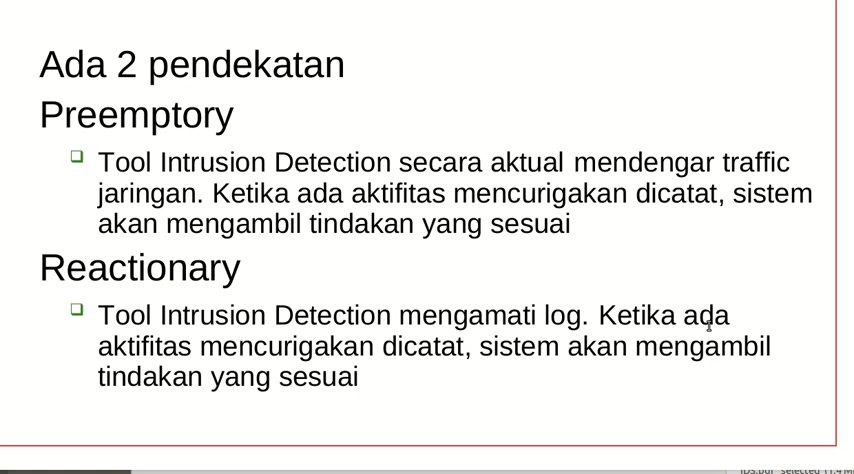 Ada 2 pendekatan
Preemptory
Tool Intrusion Detection secara aktual mendengar traffic
jaringan. Ketika ada aktifitas mencurigakan dicatat, sistem
akan mengambil tindakan yang sesuai
Reactionary
Tool Intrusion Detection mengamati log. Ketika ada
aktifitas mencurigakan dicatat, sistem akan mengambil
tindakan yang sesuai